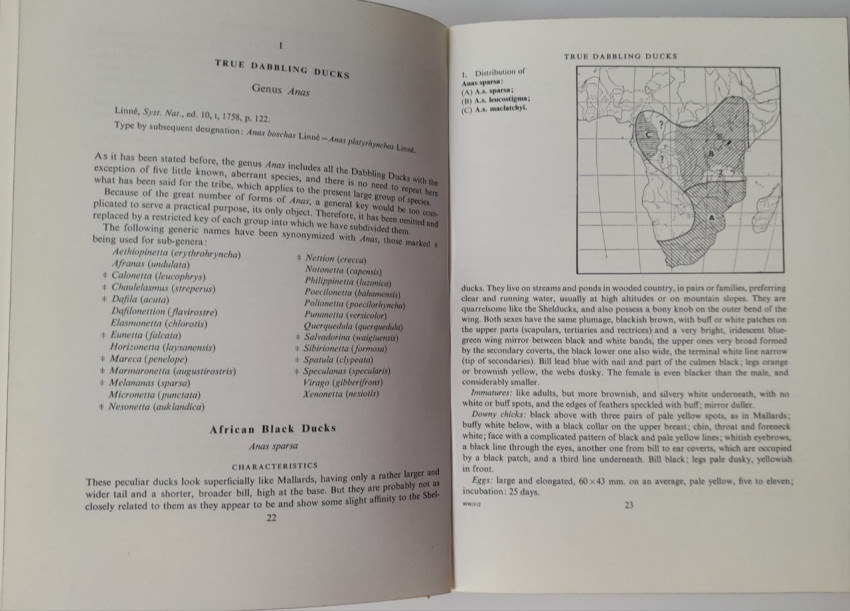 I
TRUE DABBLING DUCKS
Genus Anas
Linné, Syst. Nat., ed. 10, I, 1758, p. 122.
Type by subsequent designation: Anas boschas Linné = Anas platyrhynchos Linné.
As it has been stated before, the genus Anas includes all the Dabbling Ducks with the
exception of five little known, aberrant species, and there is no need to repeat here
what has been said for the tribe, which applies to the present large group of species.
Because of the great number of forms of Anas, a general key would be too com-
plicated to serve a practical purpose, its only object. Therefore, it has been omitted and
replaced by a restricted key of each group into which we have subdivided them.
The following generic names have been synonymized with Anas, those marked *
being used for sub-genera:
Aethiopinetta (erythrorhyncha)
Afranas (undulata)
* Calonetta (leucophrys)
* Chaulelasmus (streperus)
* Dafila (acuta)
Dafilonettion (flavirostre)
Elasmonetta (chlorotis)
* Eunetta (falcata)
Horizonetta (laysanensis)
* Mareca (penelope)
* Marmaronetta (augustirostris)
* Melananas (sparsa)
Micronetta (punctata)
* Nesonetta (auklandica)
* Nettion (crecca)
Notonetta (capensis)
Philippinetta (luzonica)
Poecilonetta (bahamensis)
Polionetta (poecilorhyncha)
Punanetta (versicolor)
Querquedula (querquedula)
* Salvadorina (waigiuensis)
* Sibirionetta (formosa)
* Spatula (clypeata)
* Speculanas (specularis)
Virago (gibberifrons)
Xenonetta (nesiotis)
African Black Ducks
Anas sparsa
CHARACTERISTICS
These peculiar ducks look superficially like Mallards, having only a rather larger and
wider tail and a shorter, broader bill, high at the base. But they are probably not as
closely related to them as they appear to be and show some slight affinity to the Shel-
22
TRUE DABBLING DUCKS
1. Distribution of
Anas sparsa:
(A) A.s. sparsa;
(B) A.s. leucostigma;
(C) A.s. maclatchyi.
C
?
B
?
?
A
ducks. They live on streams and ponds in wooded country, in pairs or families, preferring
clear and running water, usually at high altitudes or on mountain slopes. They are
quarrelsome like the Shelducks, and also possess a bony knob on the outer bend of the
wing. Both sexes have the same plumage, blackish brown, with buff or white patches on
the upper parts (scapulars, tertiaries and rectrices) and a very bright, iridescent blue-
green wing mirror between black and white bands, the upper ones very broad formed
by the secondary coverts, the black lower one also wide, the terminal white line narrow
(tip of secondaries). Bill lead blue with nail and part of the culmen black; legs orange
or brownish yellow, the webs dusky. The female is even blacker than the male, and
considerably smaller.
Immatures: like adults, but more brownish, and silvery white underneath, with no
white or buff spots, and the edges of feathers speckled with buff; mirror duller.
Downy chicks: black above with three pairs of pale yellow spots, as in Mallards;
buffy white below, with a black collar on the upper breast; chin, throat and foreneck
white; face with a complicated pattern of black and pale yellow lines; whitish eyebrows,
a black line through the eyes, another one from bill to ear coverts, which are occupied
by a black patch, and a third line underneath. Bill black; legs pale dusky, yellowish
in front.
Eggs: large and elongated, 60 × 43 mm. on an average, pale yellow, five to eleven;
incubation: 25 days.
23